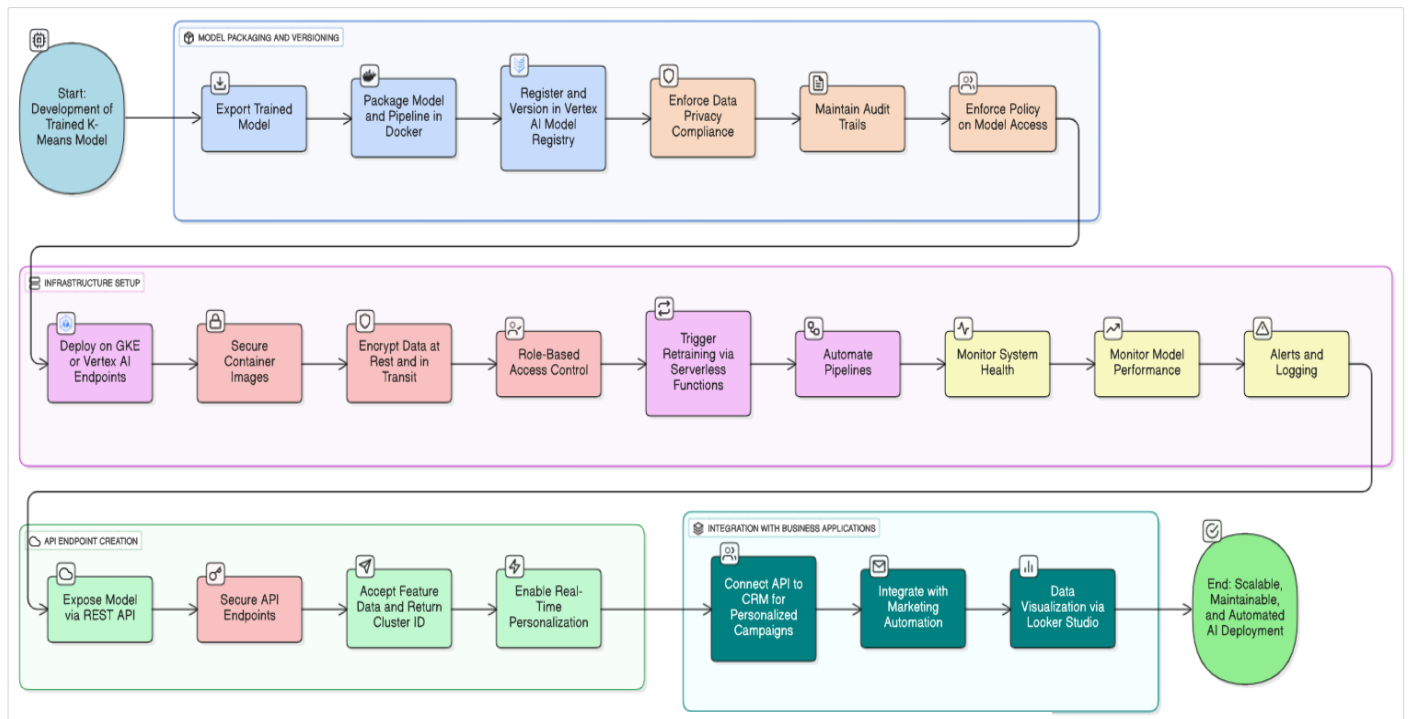 MODEL PACKAGING AND VERSIONING
Start:
Development of
Trained K-
Means Model
Export Trained
Model
Package Model
and Pipeline in
Docker
Register and
Version in Vertex
AI Model
Registry
Enforce Data
Privacy
Compliance
Maintain Audit
Trails
Enforce Policy
on Model Access
INFRASTRUCTURE SETUP
Deploy on GKE
or Vertex AI
Endpoints
Secure
Container
Images
Encrypt Data at
Rest and in
Transit
Role-Based
Access Control
Trigger
Retraining via
Serverless
Functions
Automate
Pipelines
Monitor System
Health
Monitor Model
Performance
Alerts and
Logging
API ENDPOINT CREATION
Expose Model
via REST API
Secure API
Endpoints
Accept Feature
Data and Return
Cluster ID
Enable Real-
Time
Personalization
INTEGRATION WITH BUSINESS APPLICATIONS
Connect API to
CRM for
Personalized
Campaigns
Integrate with
Marketing
Automation
Data
Visualization via
Looker Studio
End: Scalable,
Maintainable,
and Automated
AI Deployment